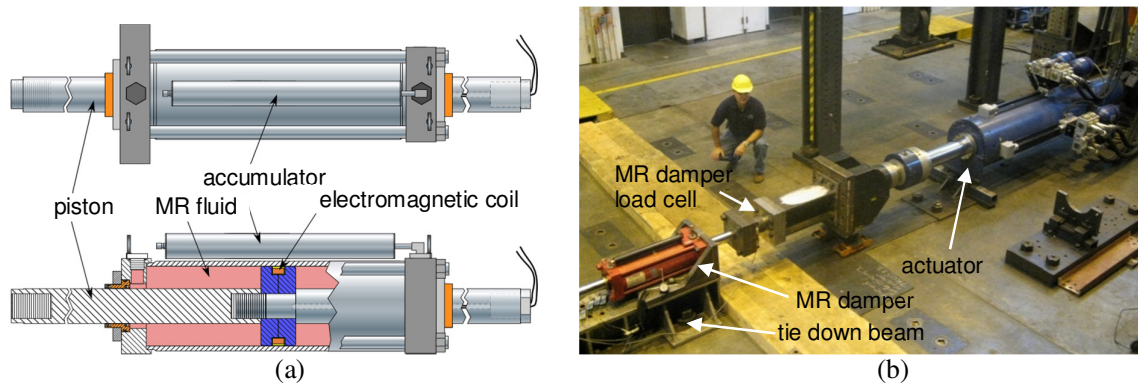 accumulator
piston
MR fluid
electromagnetic coil
(a)
MR damper
load cell
actuator
MR damper
tie down beam
(b)